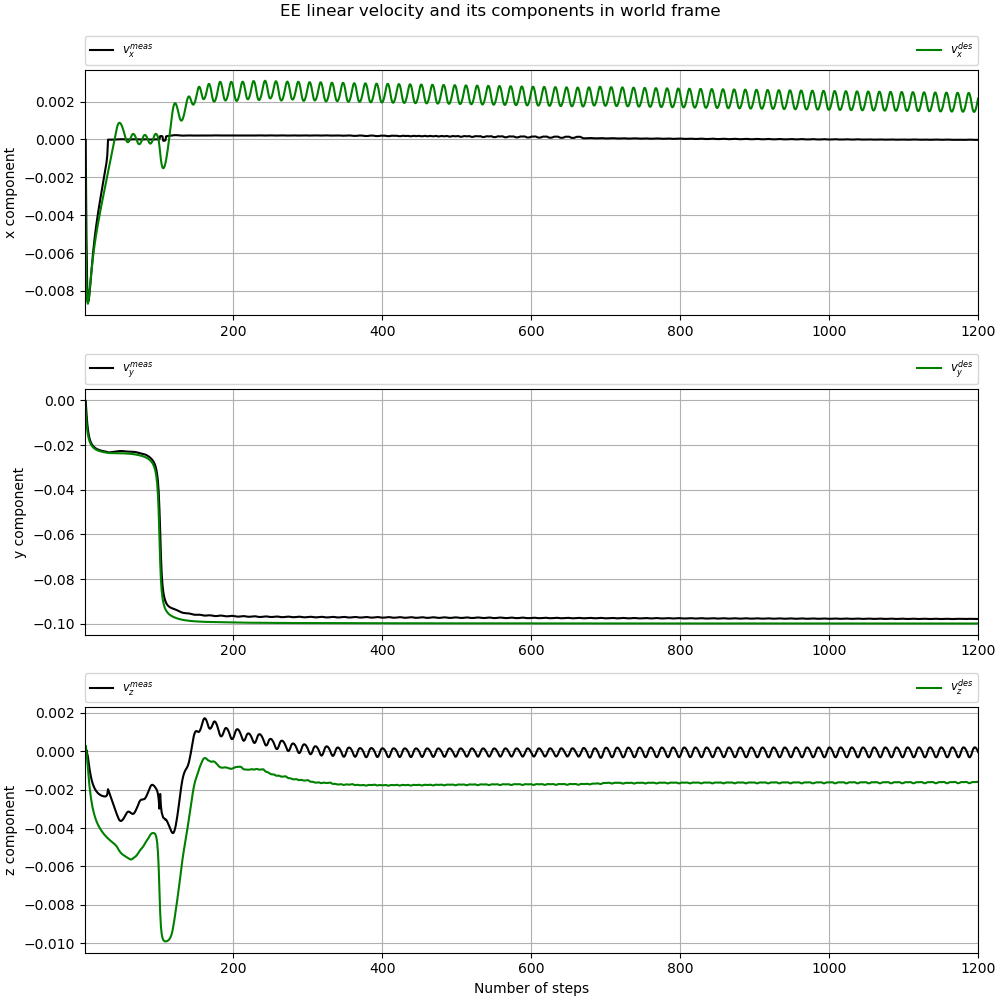 EE linear velocity and its components in world frame
v_x^meas v_x^des
0.002
0.000
−0.002
−0.004
−0.006
−0.008
x component
200 400 600 800 1000 1200
v_y^meas v_y^des
0.00
−0.02
−0.04
−0.06
−0.08
−0.10
y component
200 400 600 800 1000 1200
v_z^meas v_z^des
0.002
0.000
−0.002
−0.004
−0.006
−0.008
−0.010
z component
200 400 600 800 1000 1200
Number of steps